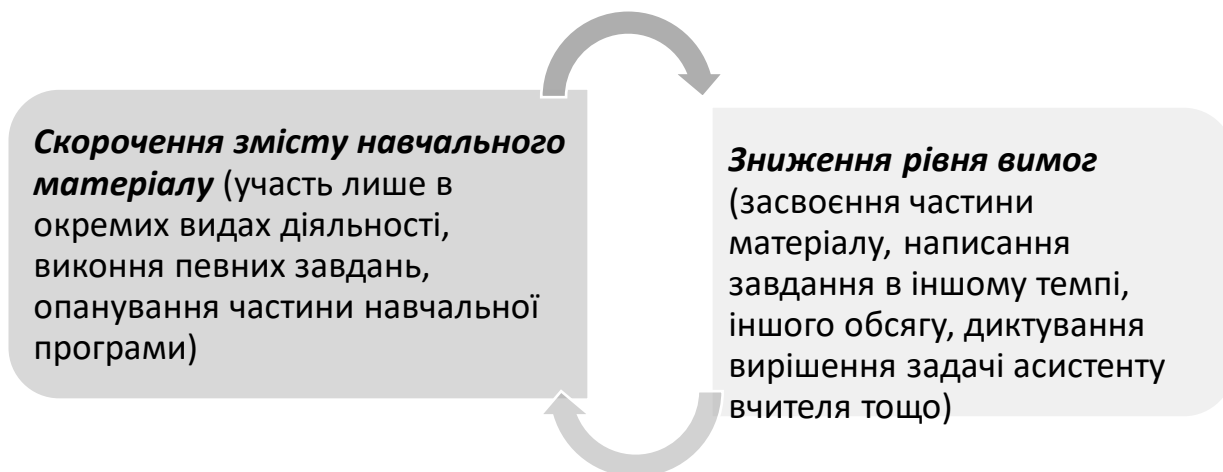 Скорочення змісту навчального
матеріалу (участь лише в
окремих видах діяльності,
виконня певних завдань,
опанування частини навчальної
програми)
Зниження рівня вимог
(засвоєння частини
матеріалу, написання
завдання в іншому темпі,
іншого обсягу, диктування
вирішення задачі асистенту
вчителя тощо)